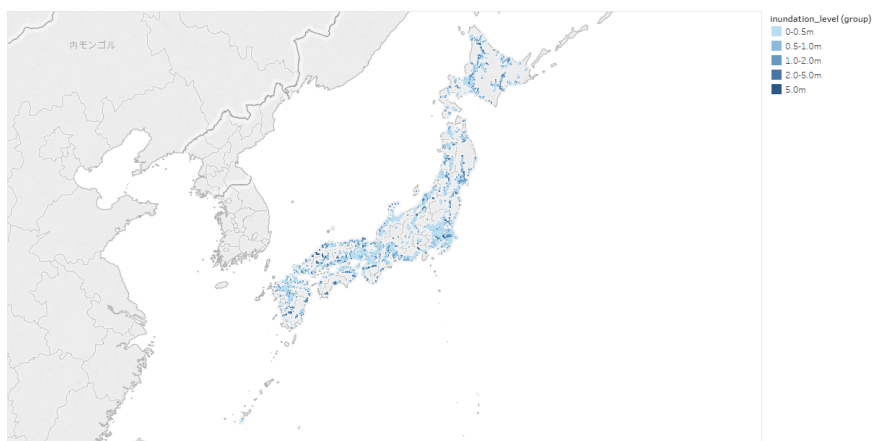 内モンゴル
inundation_level (group)
0-0.5m
0.5-1.0m
1.0-2.0m
2.0-5.0m
5.0m